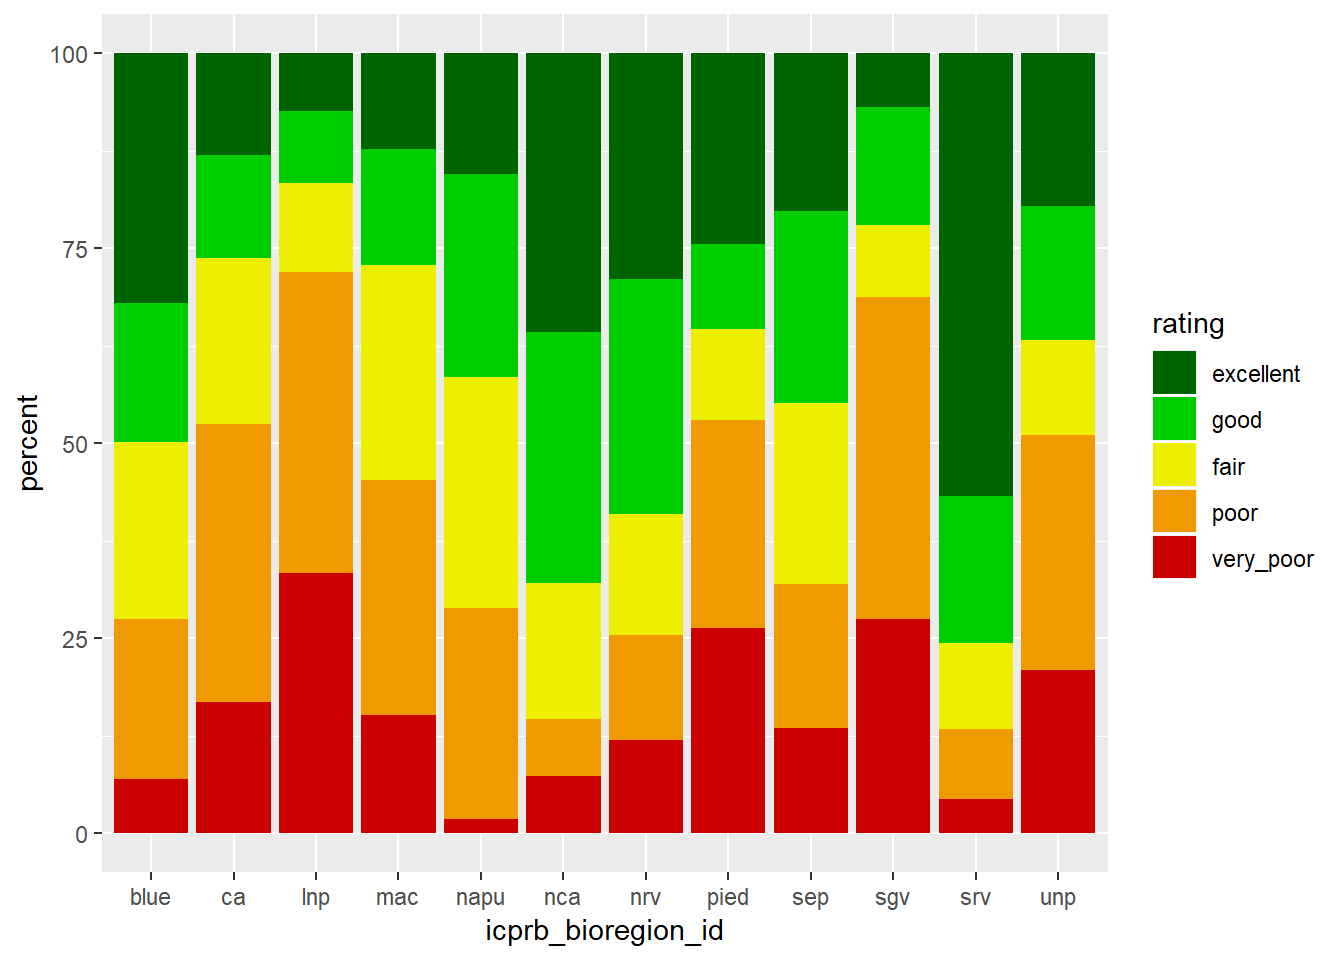 100
75
50
25
0
percent
blue ca lnp mac napu nca nrv pied sep sgv srv unp
icprb_bioregion_id
rating
excellent
good
fair
poor
very_poor